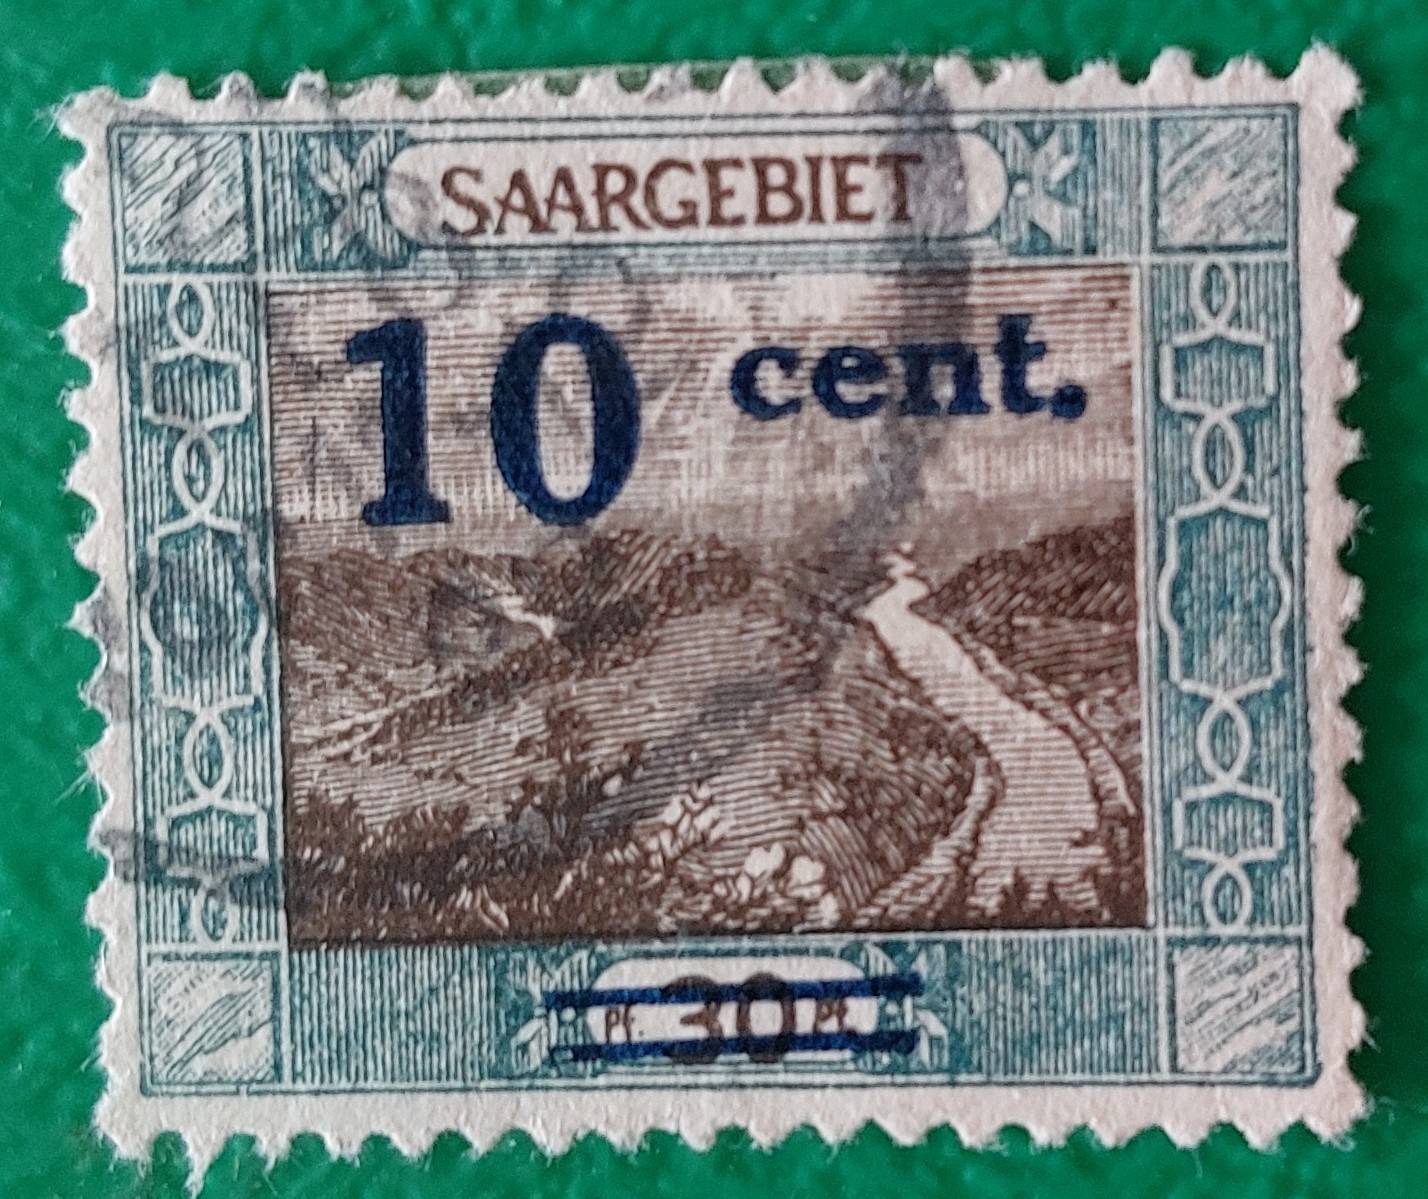 SAARGEBIET
10 cent.
Pf. 30 Pf.